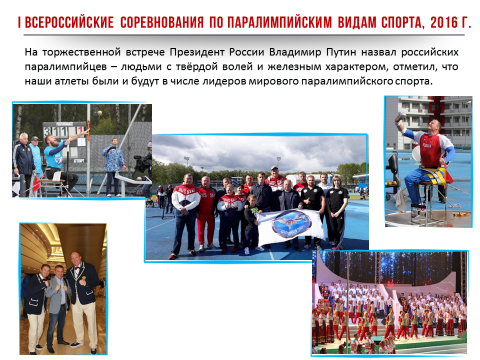 I ВСЕРОССИЙСКИЕ СОРЕВНОВАНИЯ ПО ПАРАЛИМПИЙСКИМ ВИДАМ СПОРТА, 2016 Г.
На торжественной встрече Президент России Владимир Путин назвал российских
паралимпийцев – людьми с твёрдой волей и железным характером, отметил, что
наши атлеты были и будут в числе лидеров мирового паралимпийского спорта.